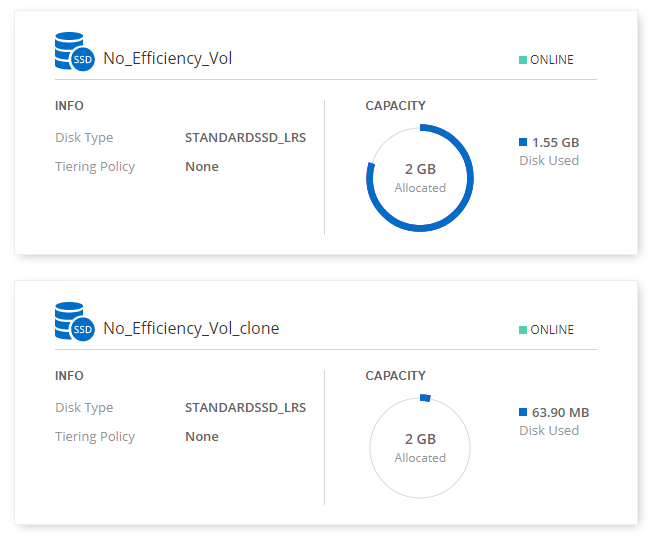 SSD
No_Efficiency_Vol
ONLINE
INFO
Disk Type STANDARDSSD_LRS
Tiering Policy None
CAPACITY
2 GB
Allocated
1.55 GB
Disk Used
SSD
No_Efficiency_Vol_clone
ONLINE
INFO
Disk Type STANDARDSSD_LRS
Tiering Policy None
CAPACITY
2 GB
Allocated
63.90 MB
Disk Used